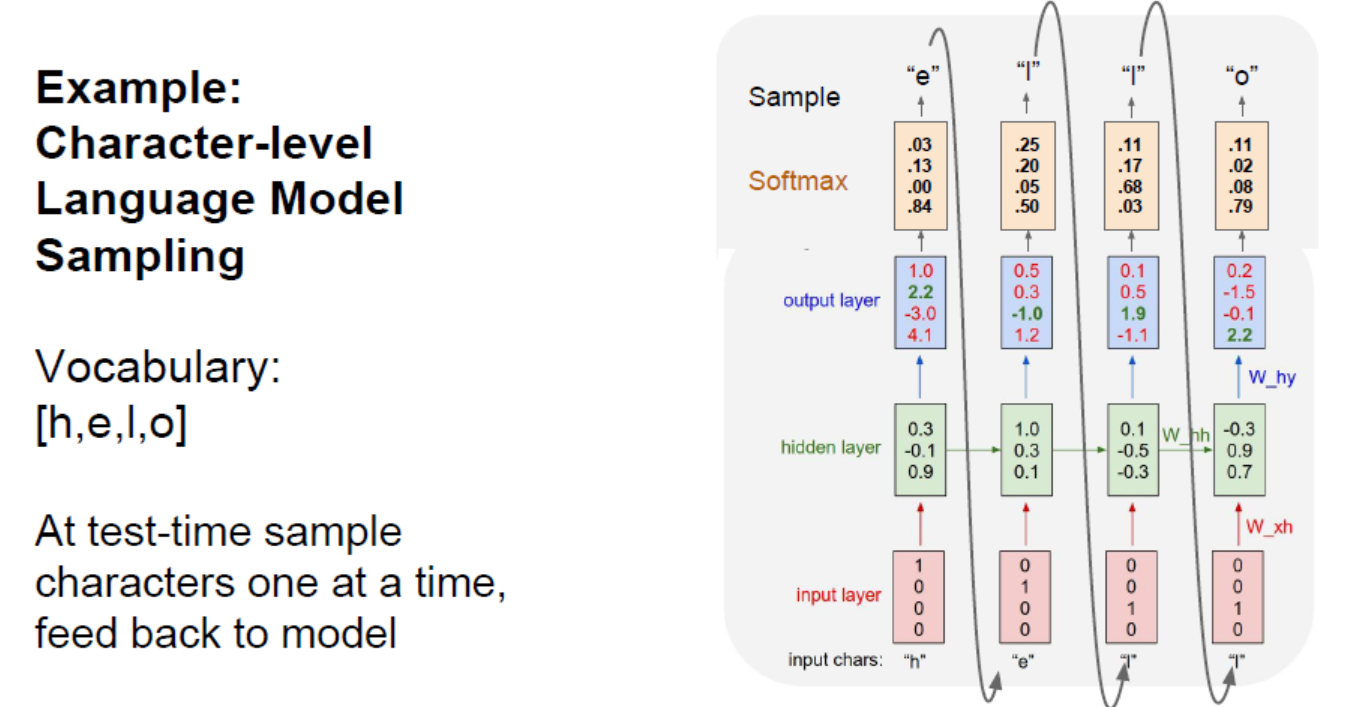 Example:
Character-level
Language Model
Sampling
Vocabulary:
[h,e,l,o]
At test-time sample
characters one at a time,
feed back to model
Sample
“e” “l” “l” “o”
Softmax
.03 .25 .11 .11
.13 .20 .17 .02
.00 .05 .68 .08
.84 .50 .03 .79
output layer
1.0 0.5 0.1 0.2
2.2 0.3 0.5 -1.5
-3.0 -1.0 1.9 -0.1
4.1 1.2 -1.1 2.2
W_hy
hidden layer
0.3 1.0 0.1 -0.3
-0.1 0.3 -0.5 0.9
0.9 0.1 -0.3 0.7
W_hh
W_xh
input layer
1 0 0 0
0 1 0 0
0 0 1 1
0 0 0 0
input chars: “h” “e” “l” “l”